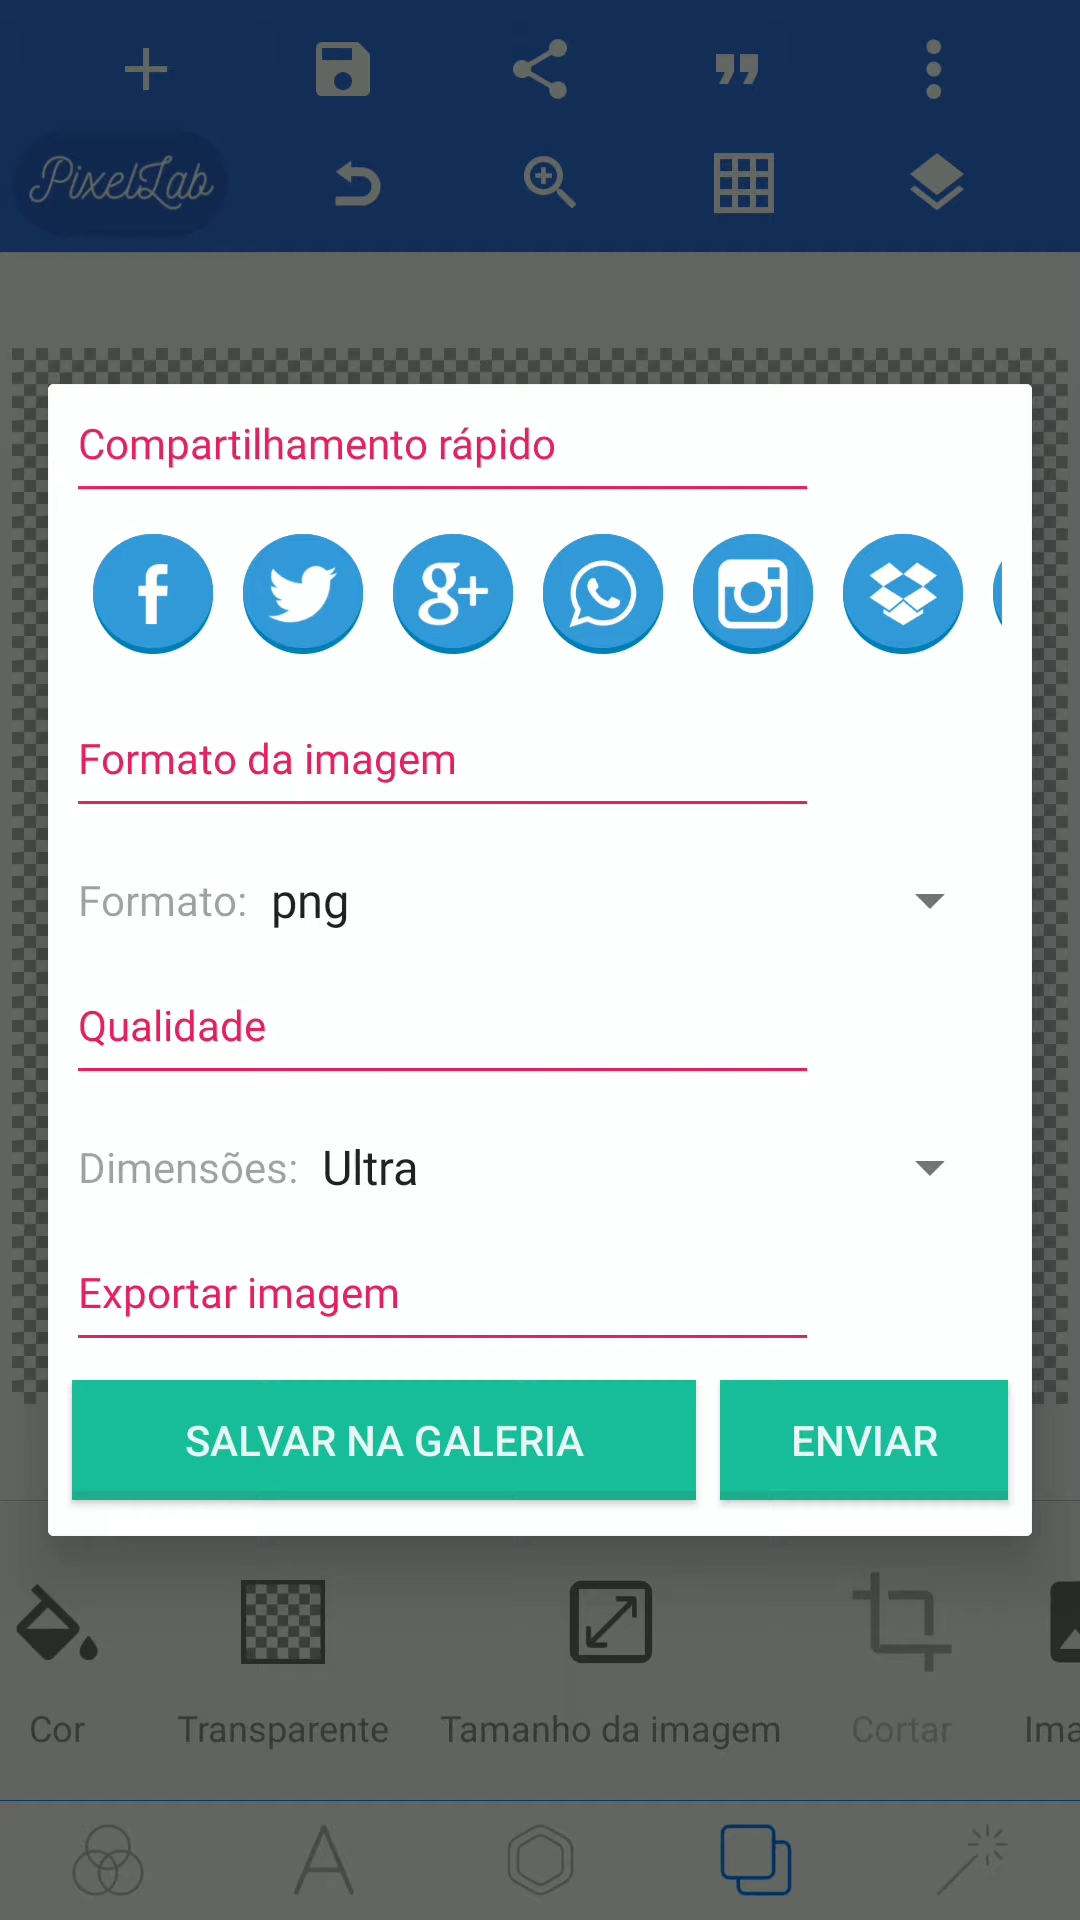 PixelLab
Compartilhamento rápido
Formato da imagem
Formato: png
Qualidade
Dimensões: Ultra
Exportar imagem
SALVAR NA GALERIA ENVIAR
Cor Transparente Tamanho da imagem Cortar Ima